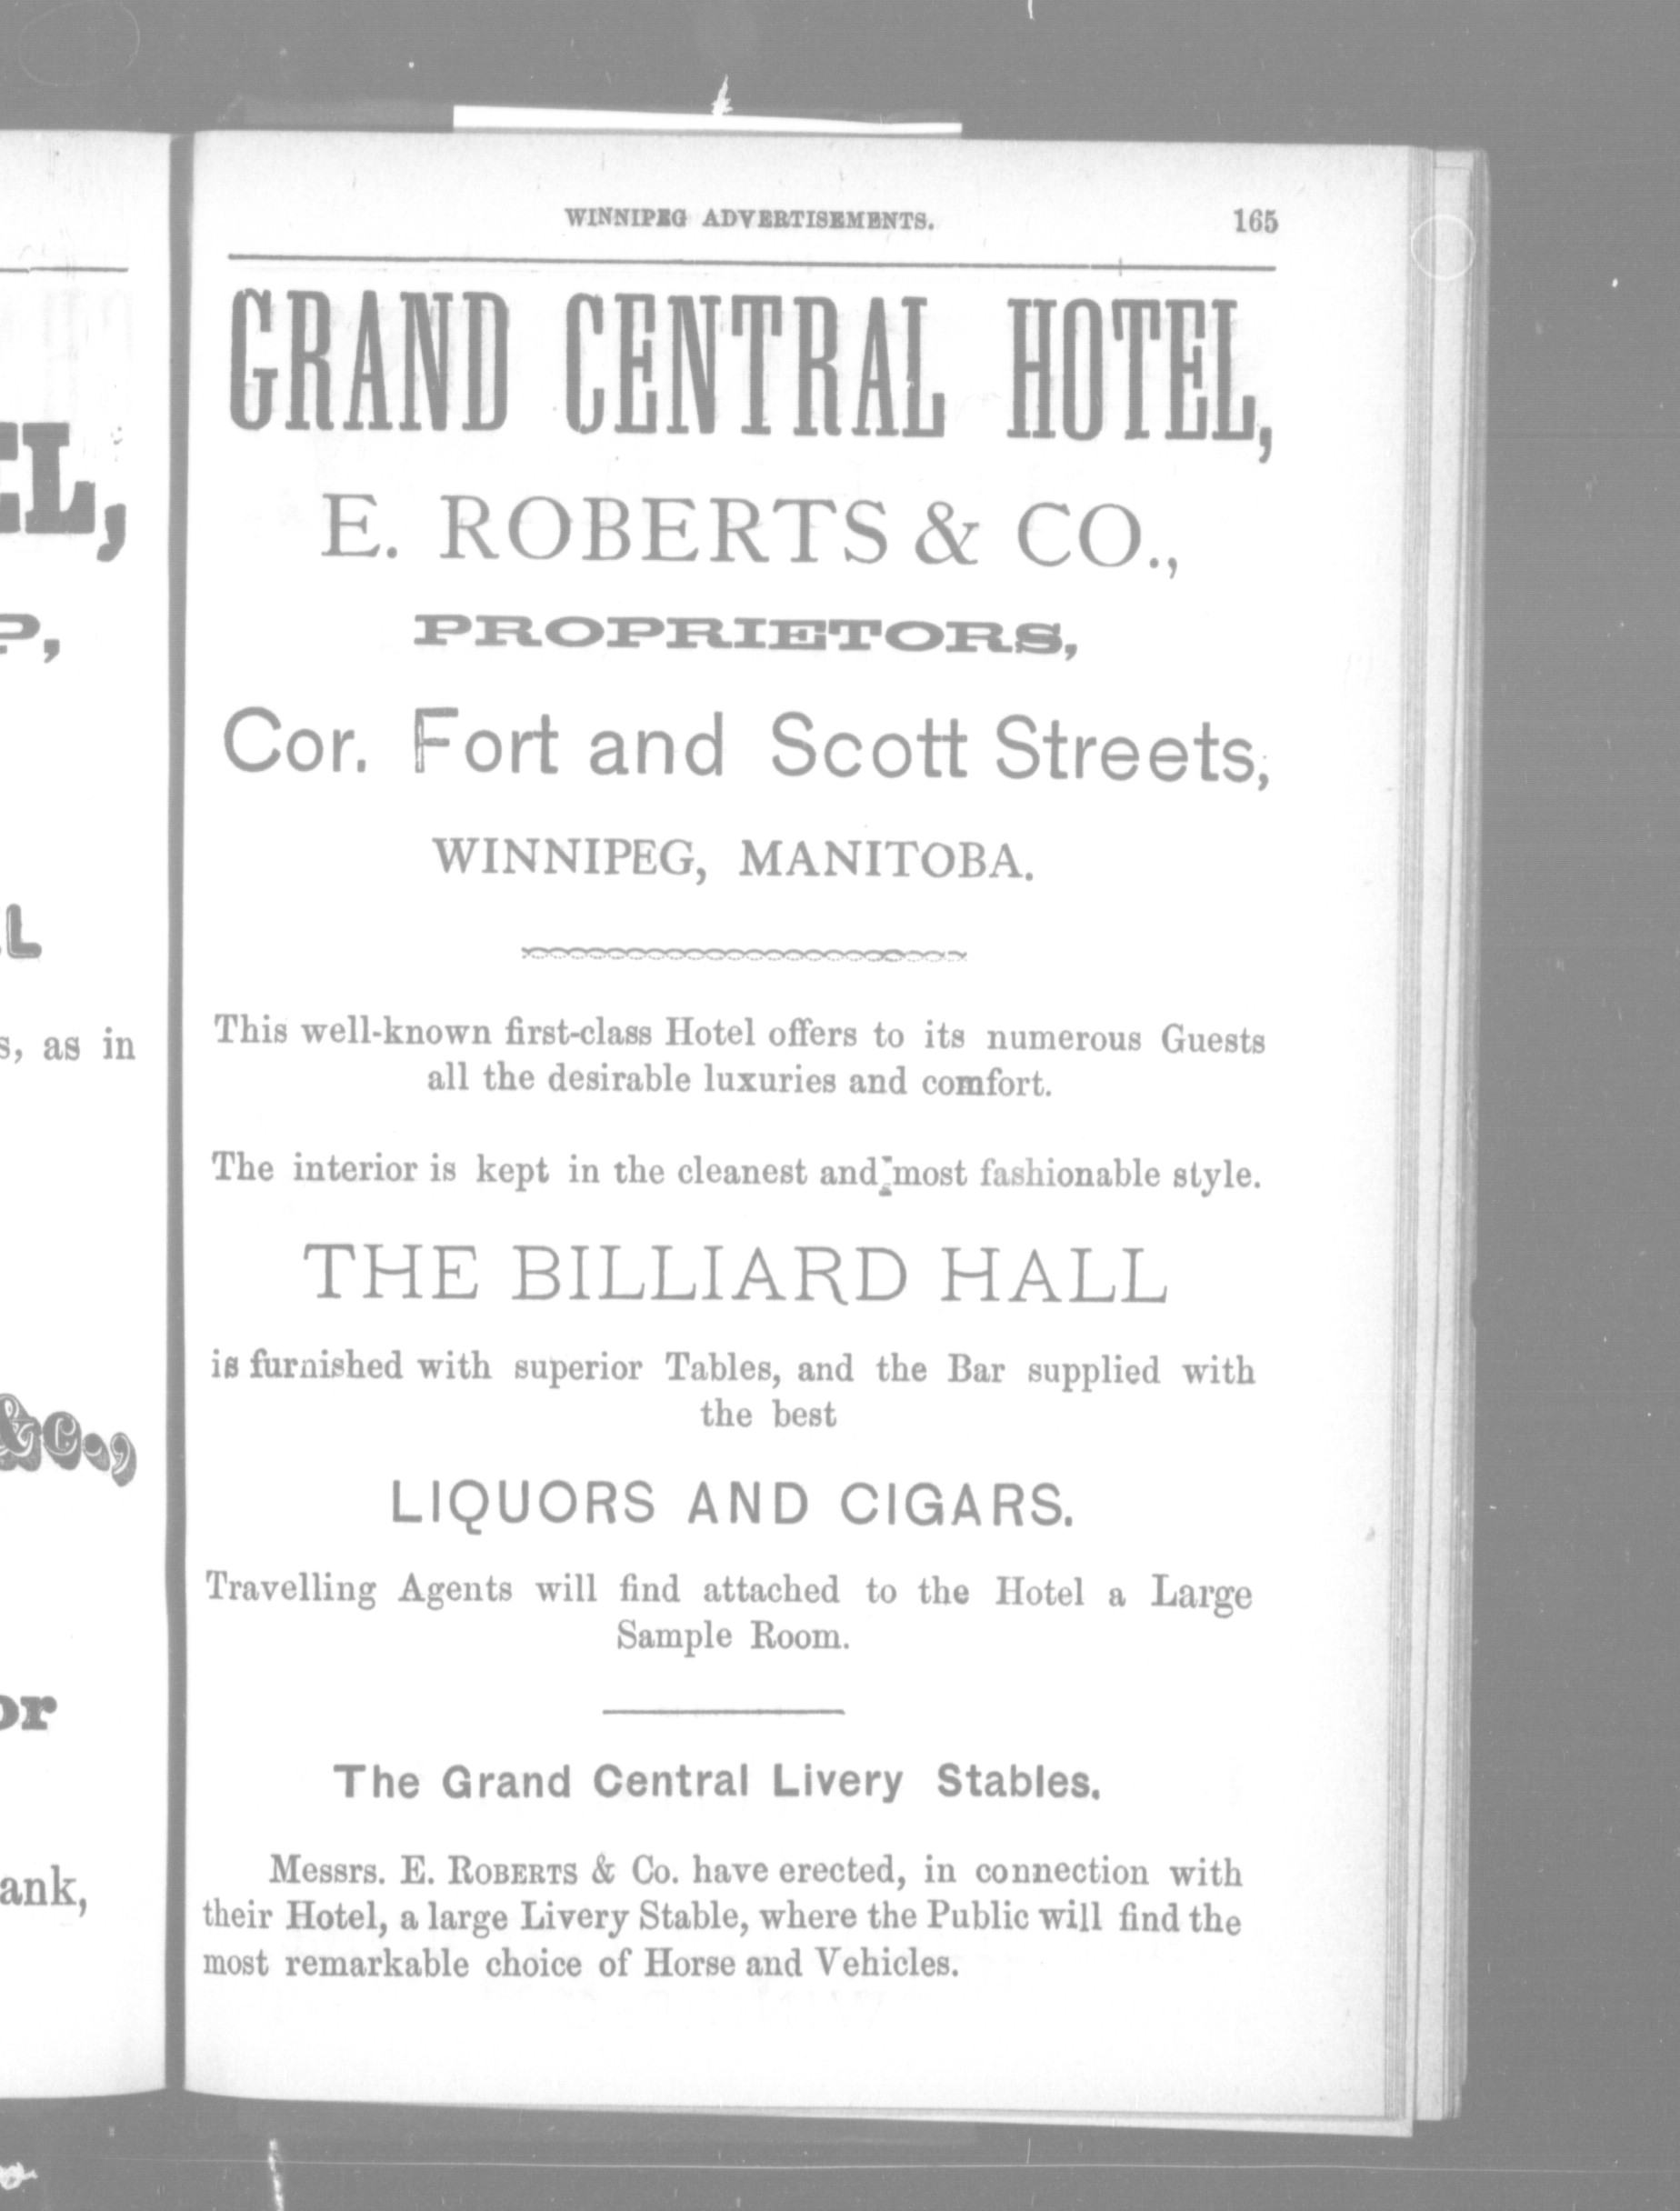 WINNIPEG ADVERTISEMENTS. 165
GRAND CENTRAL HOTEL,
E. ROBERTS & CO.,
PROPRIETORS,
Cor. Fort and Scott Streets,
WINNIPEG, MANITOBA.
This well-known first-class Hotel offers to its numerous Guests
all the desirable luxuries and comfort.
The interior is kept in the cleanest and most fashionable style.
THE BILLIARD HALL
is furnished with superior Tables, and the Bar supplied with
the best
LIQUORS AND CIGARS.
Travelling Agents will find attached to the Hotel a Large
Sample Room.
The Grand Central Livery Stables.
Messrs. E. ROBERTS & Co. have erected, in connection with
their Hotel, a large Livery Stable, where the Public will find the
most remarkable choice of Horse and Vehicles.